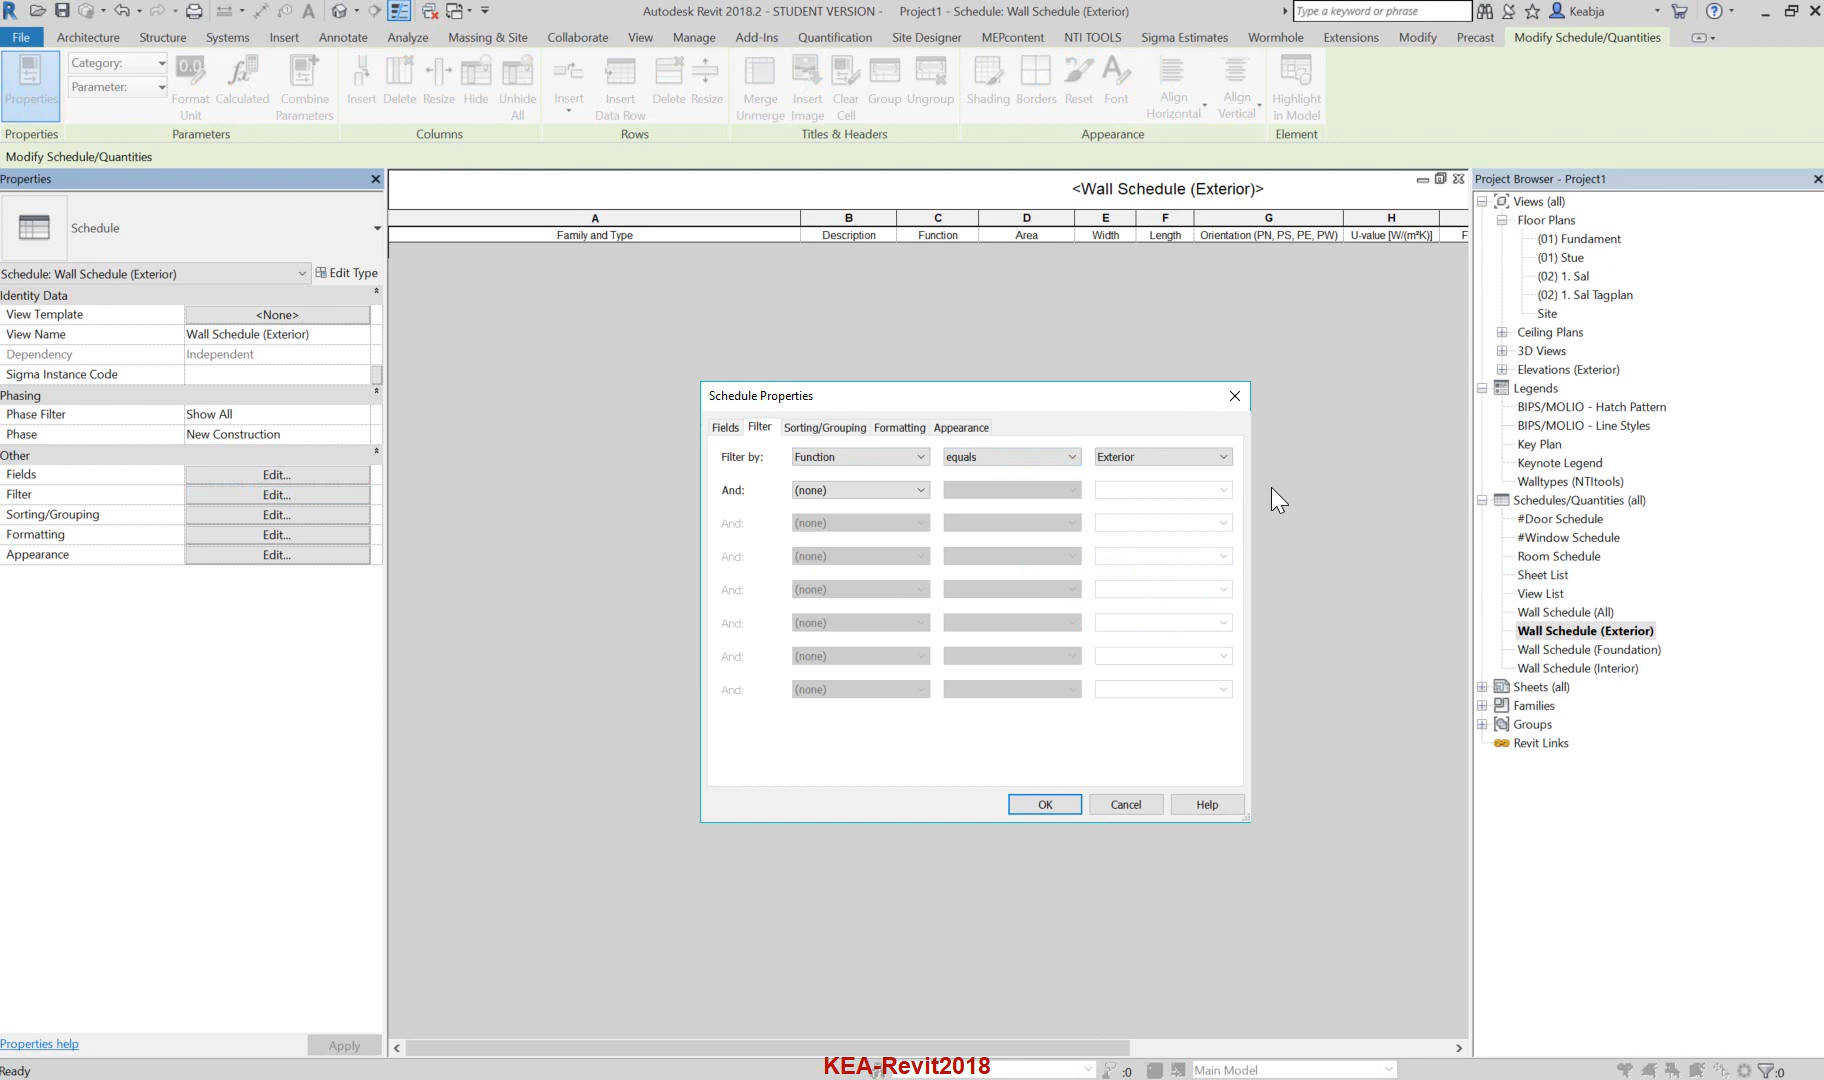 Autodesk Revit 2018.2 - STUDENT VERSION - Project1 - Schedule: Wall Schedule (Exterior)
Type a keyword or phrase
Keabja
File Architecture Structure Systems Insert Annotate Analyze Massing & Site Collaborate View Manage Add-Ins Quantification Site Designer MEPcontent NTI TOOLS Sigma Estimates Wormhole Extensions Modify Precast Modify Schedule/Quantities
Category:
Parameter:
Properties Format Calculated Combine Insert Delete Resize Hide Unhide Insert Insert Delete Resize Merge Insert Clear Group Ungroup Shading Borders Reset Font Align Align Highlight
Unit Parameters All Data Row Unmerge Image Cell Horizontal Vertical in Model
Properties Parameters Columns Rows Titles & Headers Appearance Element
Modify Schedule/Quantities
Properties
Schedule
Schedule: Wall Schedule (Exterior) Edit Type
Identity Data
View Template <None>
View Name Wall Schedule (Exterior)
Dependency Independent
Sigma Instance Code
Phasing
Phase Filter Show All
Phase New Construction
Other
Fields Edit...
Filter Edit...
Sorting/Grouping Edit...
Formatting Edit...
Appearance Edit...
Properties help Apply
<Wall Schedule (Exterior)>
A B C D E F G H
Family and Type Description Function Area Width Length Orientation (PN, PS, PE, PW) U-value [W/(m²K)] F
Schedule Properties
Fields Filter Sorting/Grouping Formatting Appearance
Filter by: Function equals Exterior
And: (none)
And: (none)
And: (none)
And: (none)
And: (none)
And: (none)
And: (none)
OK Cancel Help
Project Browser - Project1
Views (all)
Floor Plans
(01) Fundament
(01) Stue
(02) 1. Sal
(02) 1. Sal Tagplan
Site
Ceiling Plans
3D Views
Elevations (Exterior)
Legends
BIPS/MOLIO - Hatch Pattern
BIPS/MOLIO - Line Styles
Key Plan
Keynote Legend
Walltypes (NTItools)
Schedules/Quantities (all)
#Door Schedule
#Window Schedule
Room Schedule
Sheet List
View List
Wall Schedule (All)
Wall Schedule (Exterior)
Wall Schedule (Foundation)
Wall Schedule (Interior)
Sheets (all)
Families
Groups
Revit Links
Ready
KEA-Revit2018
:0
Main Model
:0